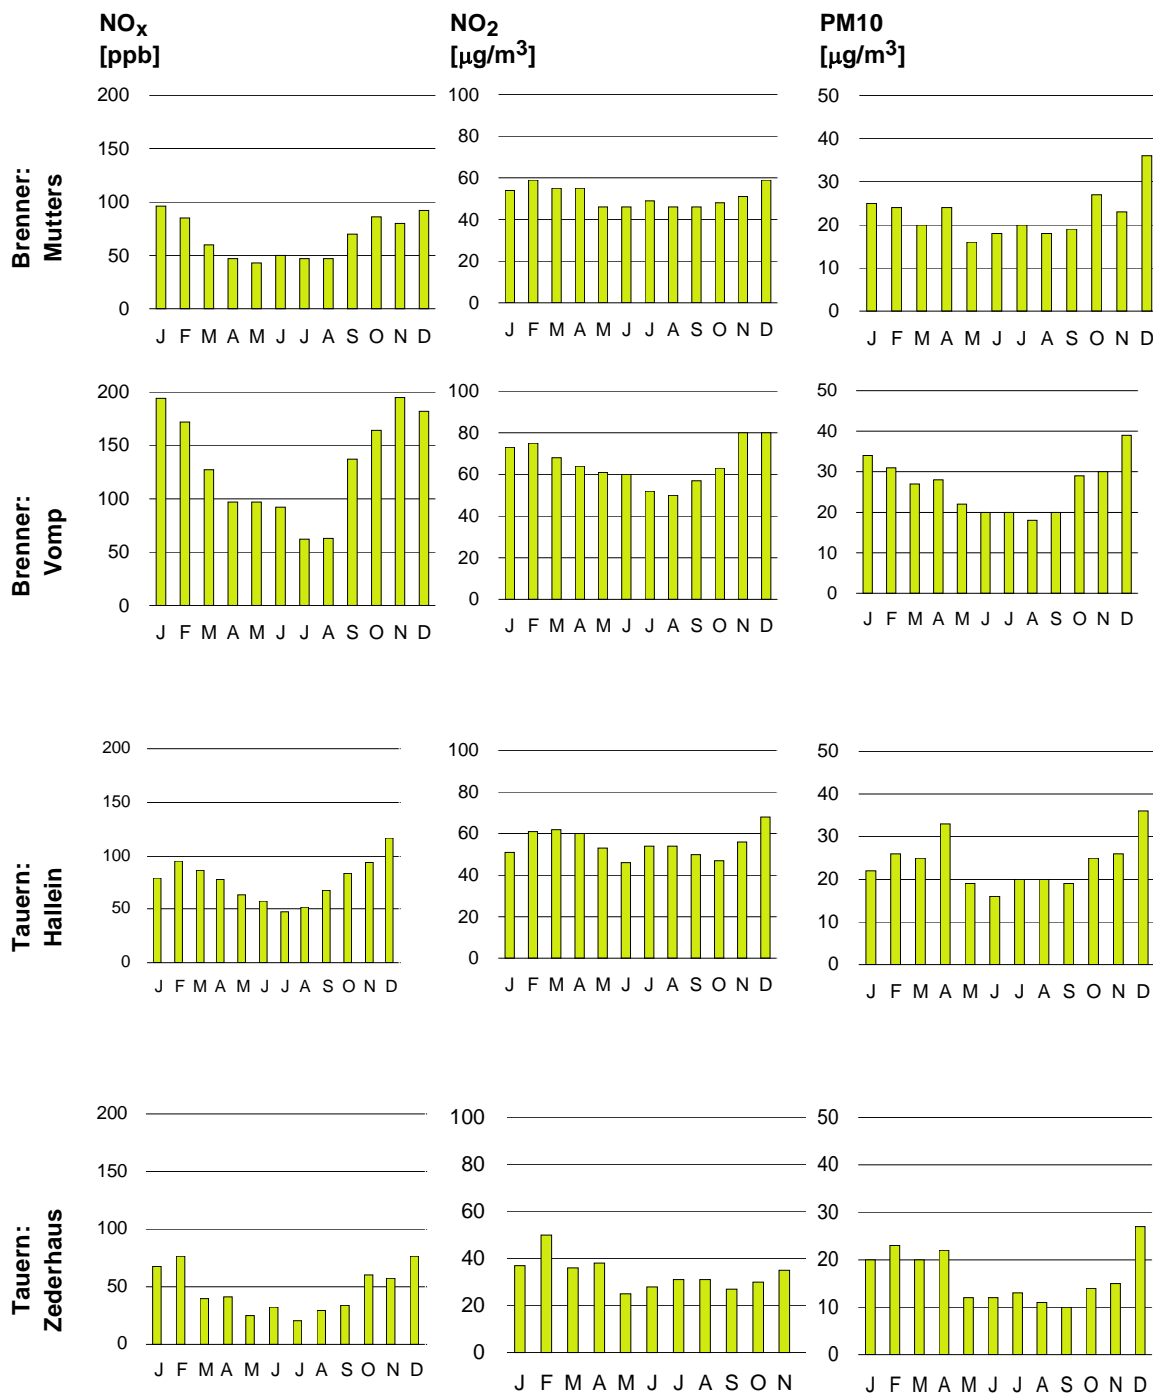 NOx
[ppb]
NO2
[µg/m3]
PM10
[µg/m3]
Brenner:
Mutters
200
150
100
50
0
J F M A M J J A S O N D
100
80
60
40
20
0
J F M A M J J A S O N D
50
40
30
20
10
0
J F M A M J J A S O N D
Brenner:
Vomp
200
150
100
50
0
J F M A M J J A S O N D
100
80
60
40
20
0
J F M A M J J A S O N D
50
40
30
20
10
0
J F M A M J J A S O N D
Tauern:
Hallein
200
150
100
50
0
J F M A M J J A S O N D
100
80
60
40
20
0
J F M A M J J A S O N D
50
40
30
20
10
0
J F M A M J J A S O N D
Tauern:
Zederhaus
200
150
100
50
0
J F M A M J J A S O N D
100
80
60
40
20
0
J F M A M J J A S O N
50
40
30
20
10
0
J F M A M J J A S O N D